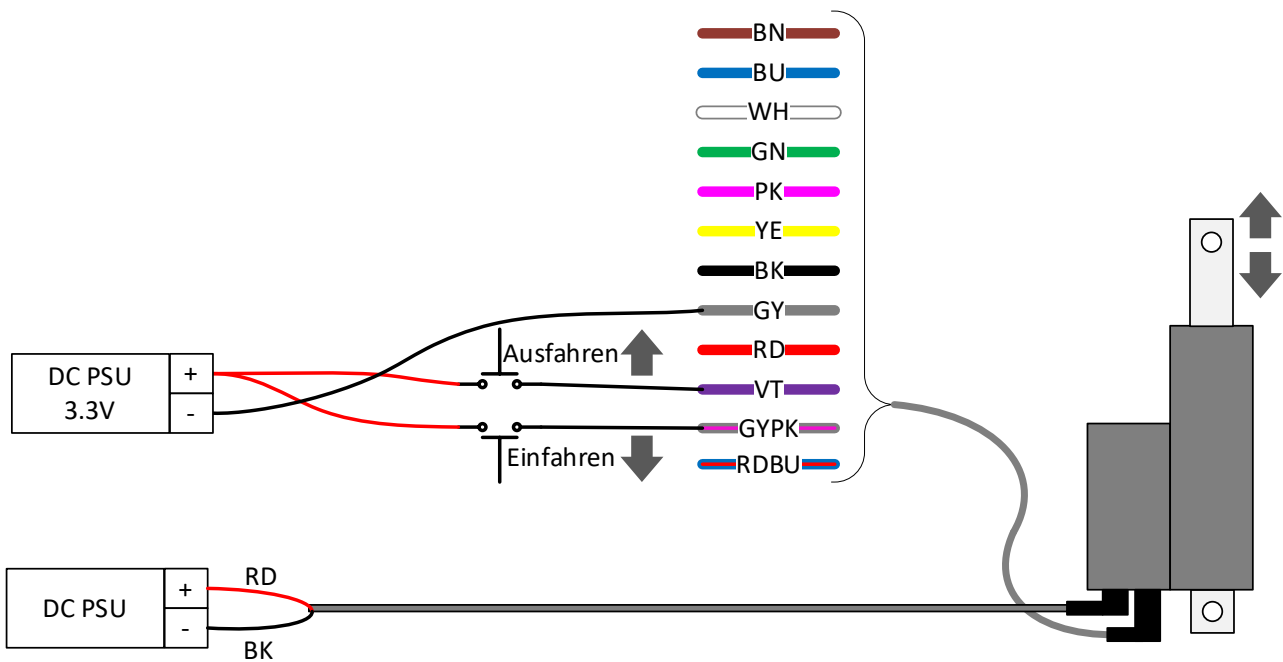 BN
BU
WH
GN
PK
YE
BK
GY
RD
VT
GYPK
RDBU
Ausfahren
Einfahren
DC PSU
3.3V
+
-
DC PSU
+
-
RD
BK